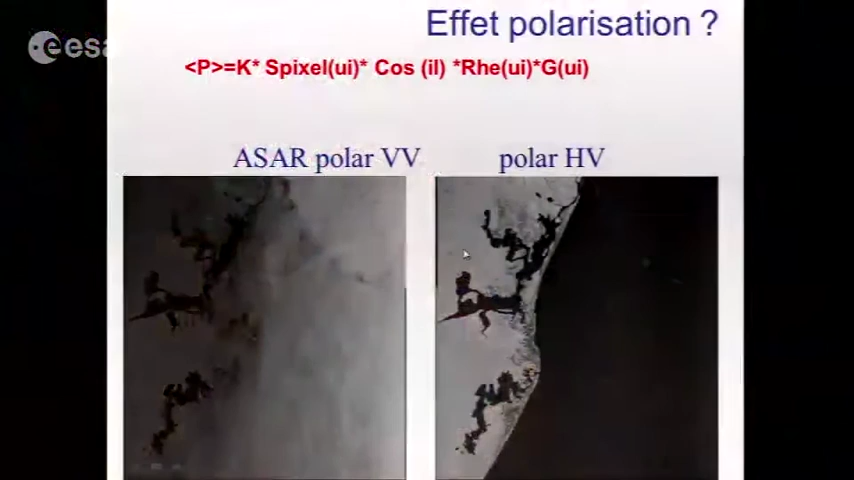 Effet polarisation ?
esa
<P>=K* Spixel(ui)* Cos (il) *Rhe(ui)*G(ui)
ASAR polar VV
polar HV